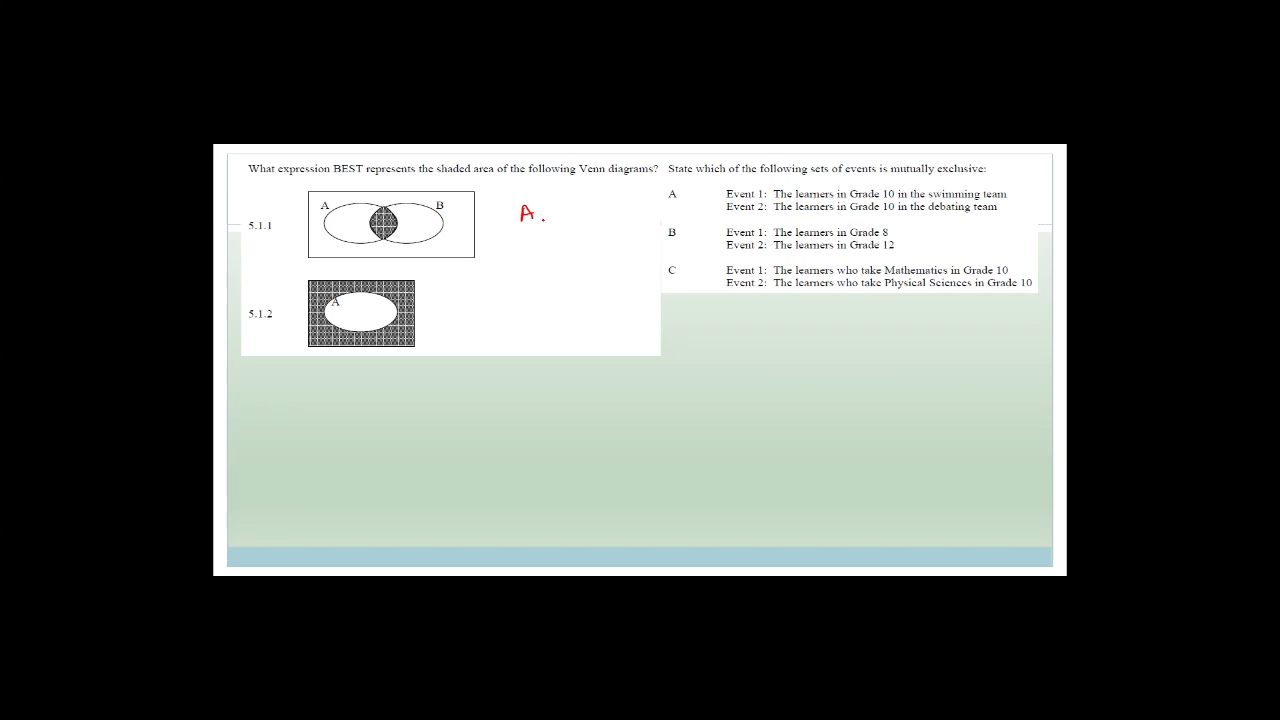 What expression BEST represents the shaded area of the following Venn diagrams?
5.1.1
A B
A.
5.1.2
A
State which of the following sets of events is mutually exclusive:
A Event 1: The learners in Grade 10 in the swimming team
Event 2: The learners in Grade 10 in the debating team
B Event 1: The learners in Grade 8
Event 2: The learners in Grade 12
C Event 1: The learners who take Mathematics in Grade 10
Event 2: The learners who take Physical Sciences in Grade 10